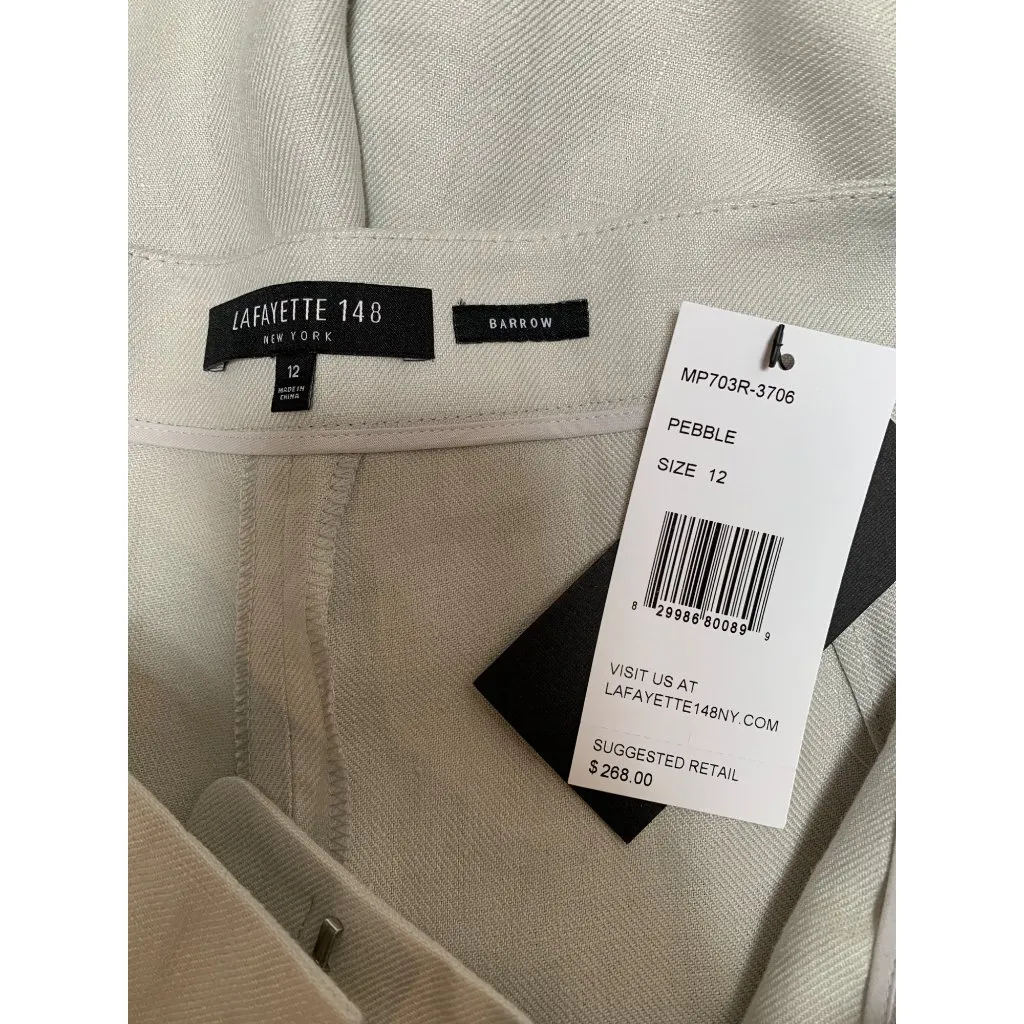 LAFAYETTE 148
NEW YORK
12
MADE IN
CHINA
BARROW
MP703R-3706
PEBBLE
SIZE 12
8 29986 80089 9
VISIT US AT
LAFAYETTE148NY.COM
SUGGESTED RETAIL
$268.00